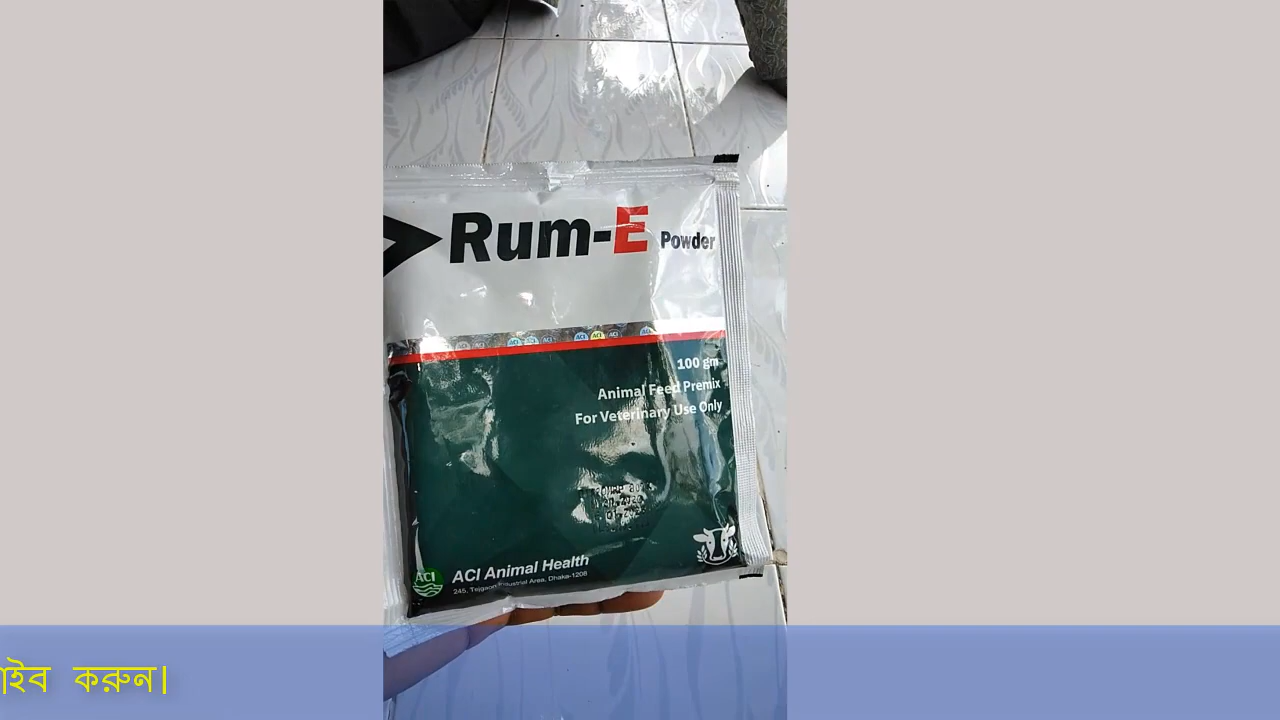 Rum-E Powder
100 gm
Animal Feed Premix
For Veterinary Use Only
ACI
ACI Animal Health
245, Tejgaon Industrial Area, Dhaka-1208
করুন।